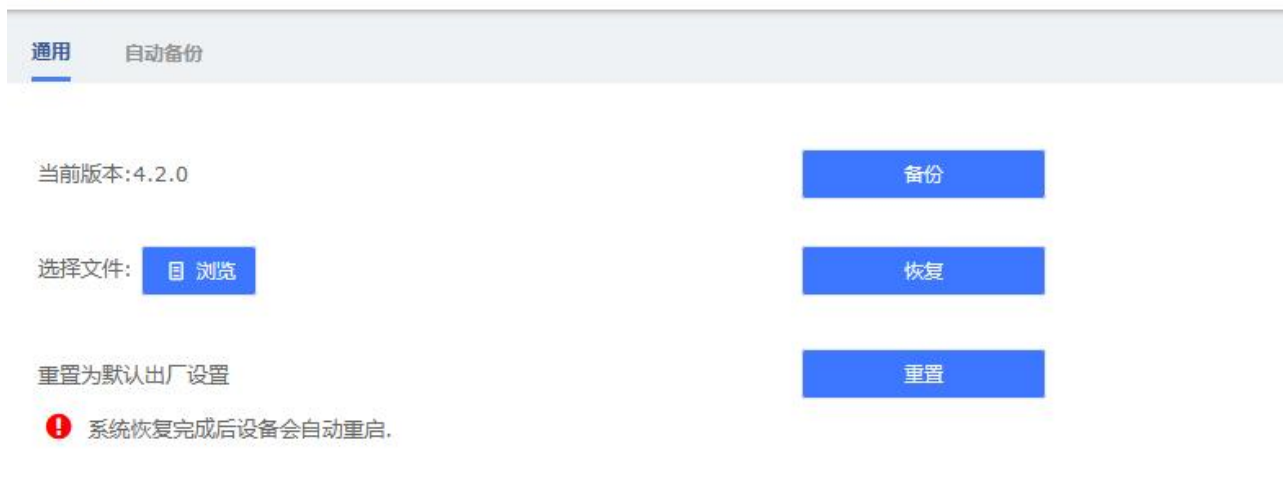 通用 自动备份
当前版本:4.2.0 备份
选择文件: 浏览 恢复
重置为默认出厂设置 重置
系统恢复完成后设备会自动重启.